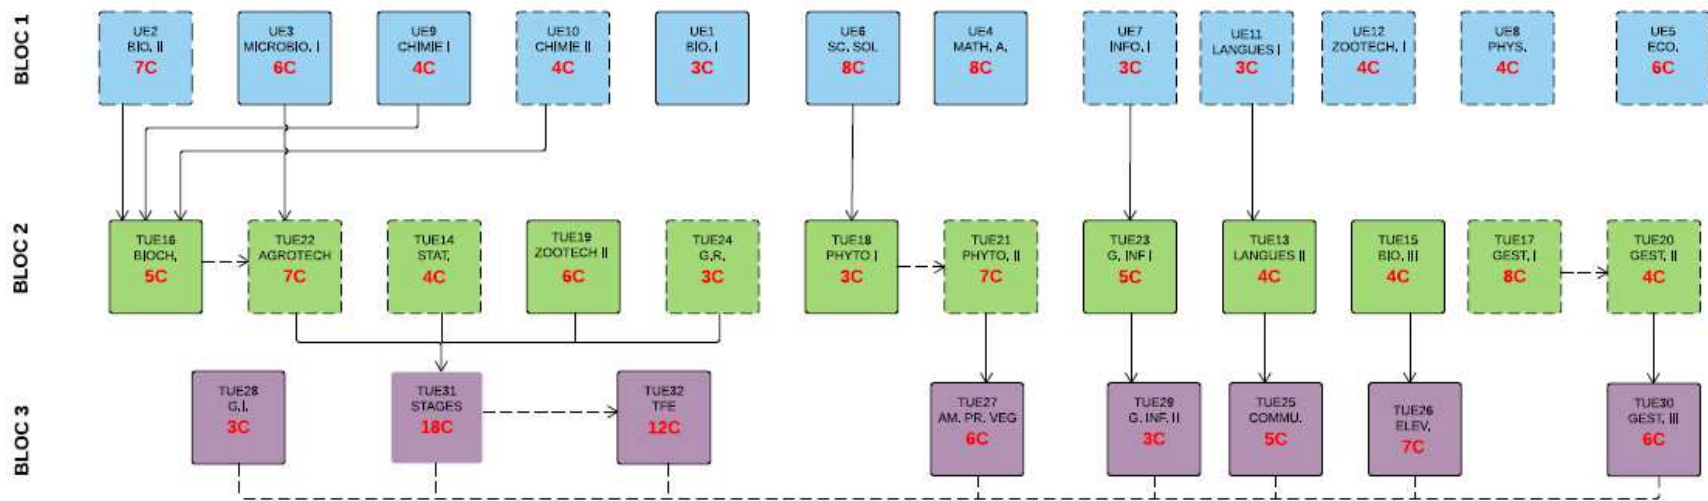 BLOC 1
UE2
BIO. II
7C
UE3
MICROBIO. I
6C
UE9
CHIMIE I
4C
UE10
CHIMIE II
4C
UE1
BIO. I
3C
UE6
SC. SOL
8C
UE4
MATH. A.
8C
UE7
INFO. I
3C
UE11
LANGUES I
3C
UE12
ZOOTECH. I
4C
UE8
PHYS.
4C
UE5
ECO.
6C
BLOC 2
TUE16
BIOCH.
5C
TUE22
AGROTECH
7C
TUE14
STAT.
4C
TUE19
ZOOTECH II
6C
TUE24
G.R.
3C
TUE18
PHYTO I
3C
TUE21
PHYTO. II
7C
TUE23
G. INF I
5C
TUE13
LANGUES II
4C
TUE15
BIO. III
4C
TUE17
GEST. I
8C
TUE20
GEST. II
4C
BLOC 3
TUE28
G.I.
3C
TUE31
STAGES
18C
TUE32
TFE
12C
TUE27
AM. PR. VEG
6C
TUE29
G. INF. II
3C
TUE25
COMMU.
5C
TUE26
ELEV.
7C
TUE30
GEST. III
6C